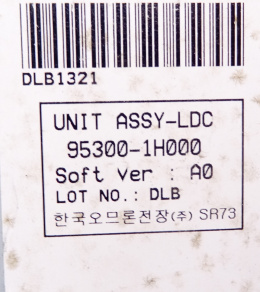 DLB1321
UNIT ASSY-LDC
95300-1H000
Soft ver : A0
LOT NO.: DLB
한국오므론전장(주) SR73